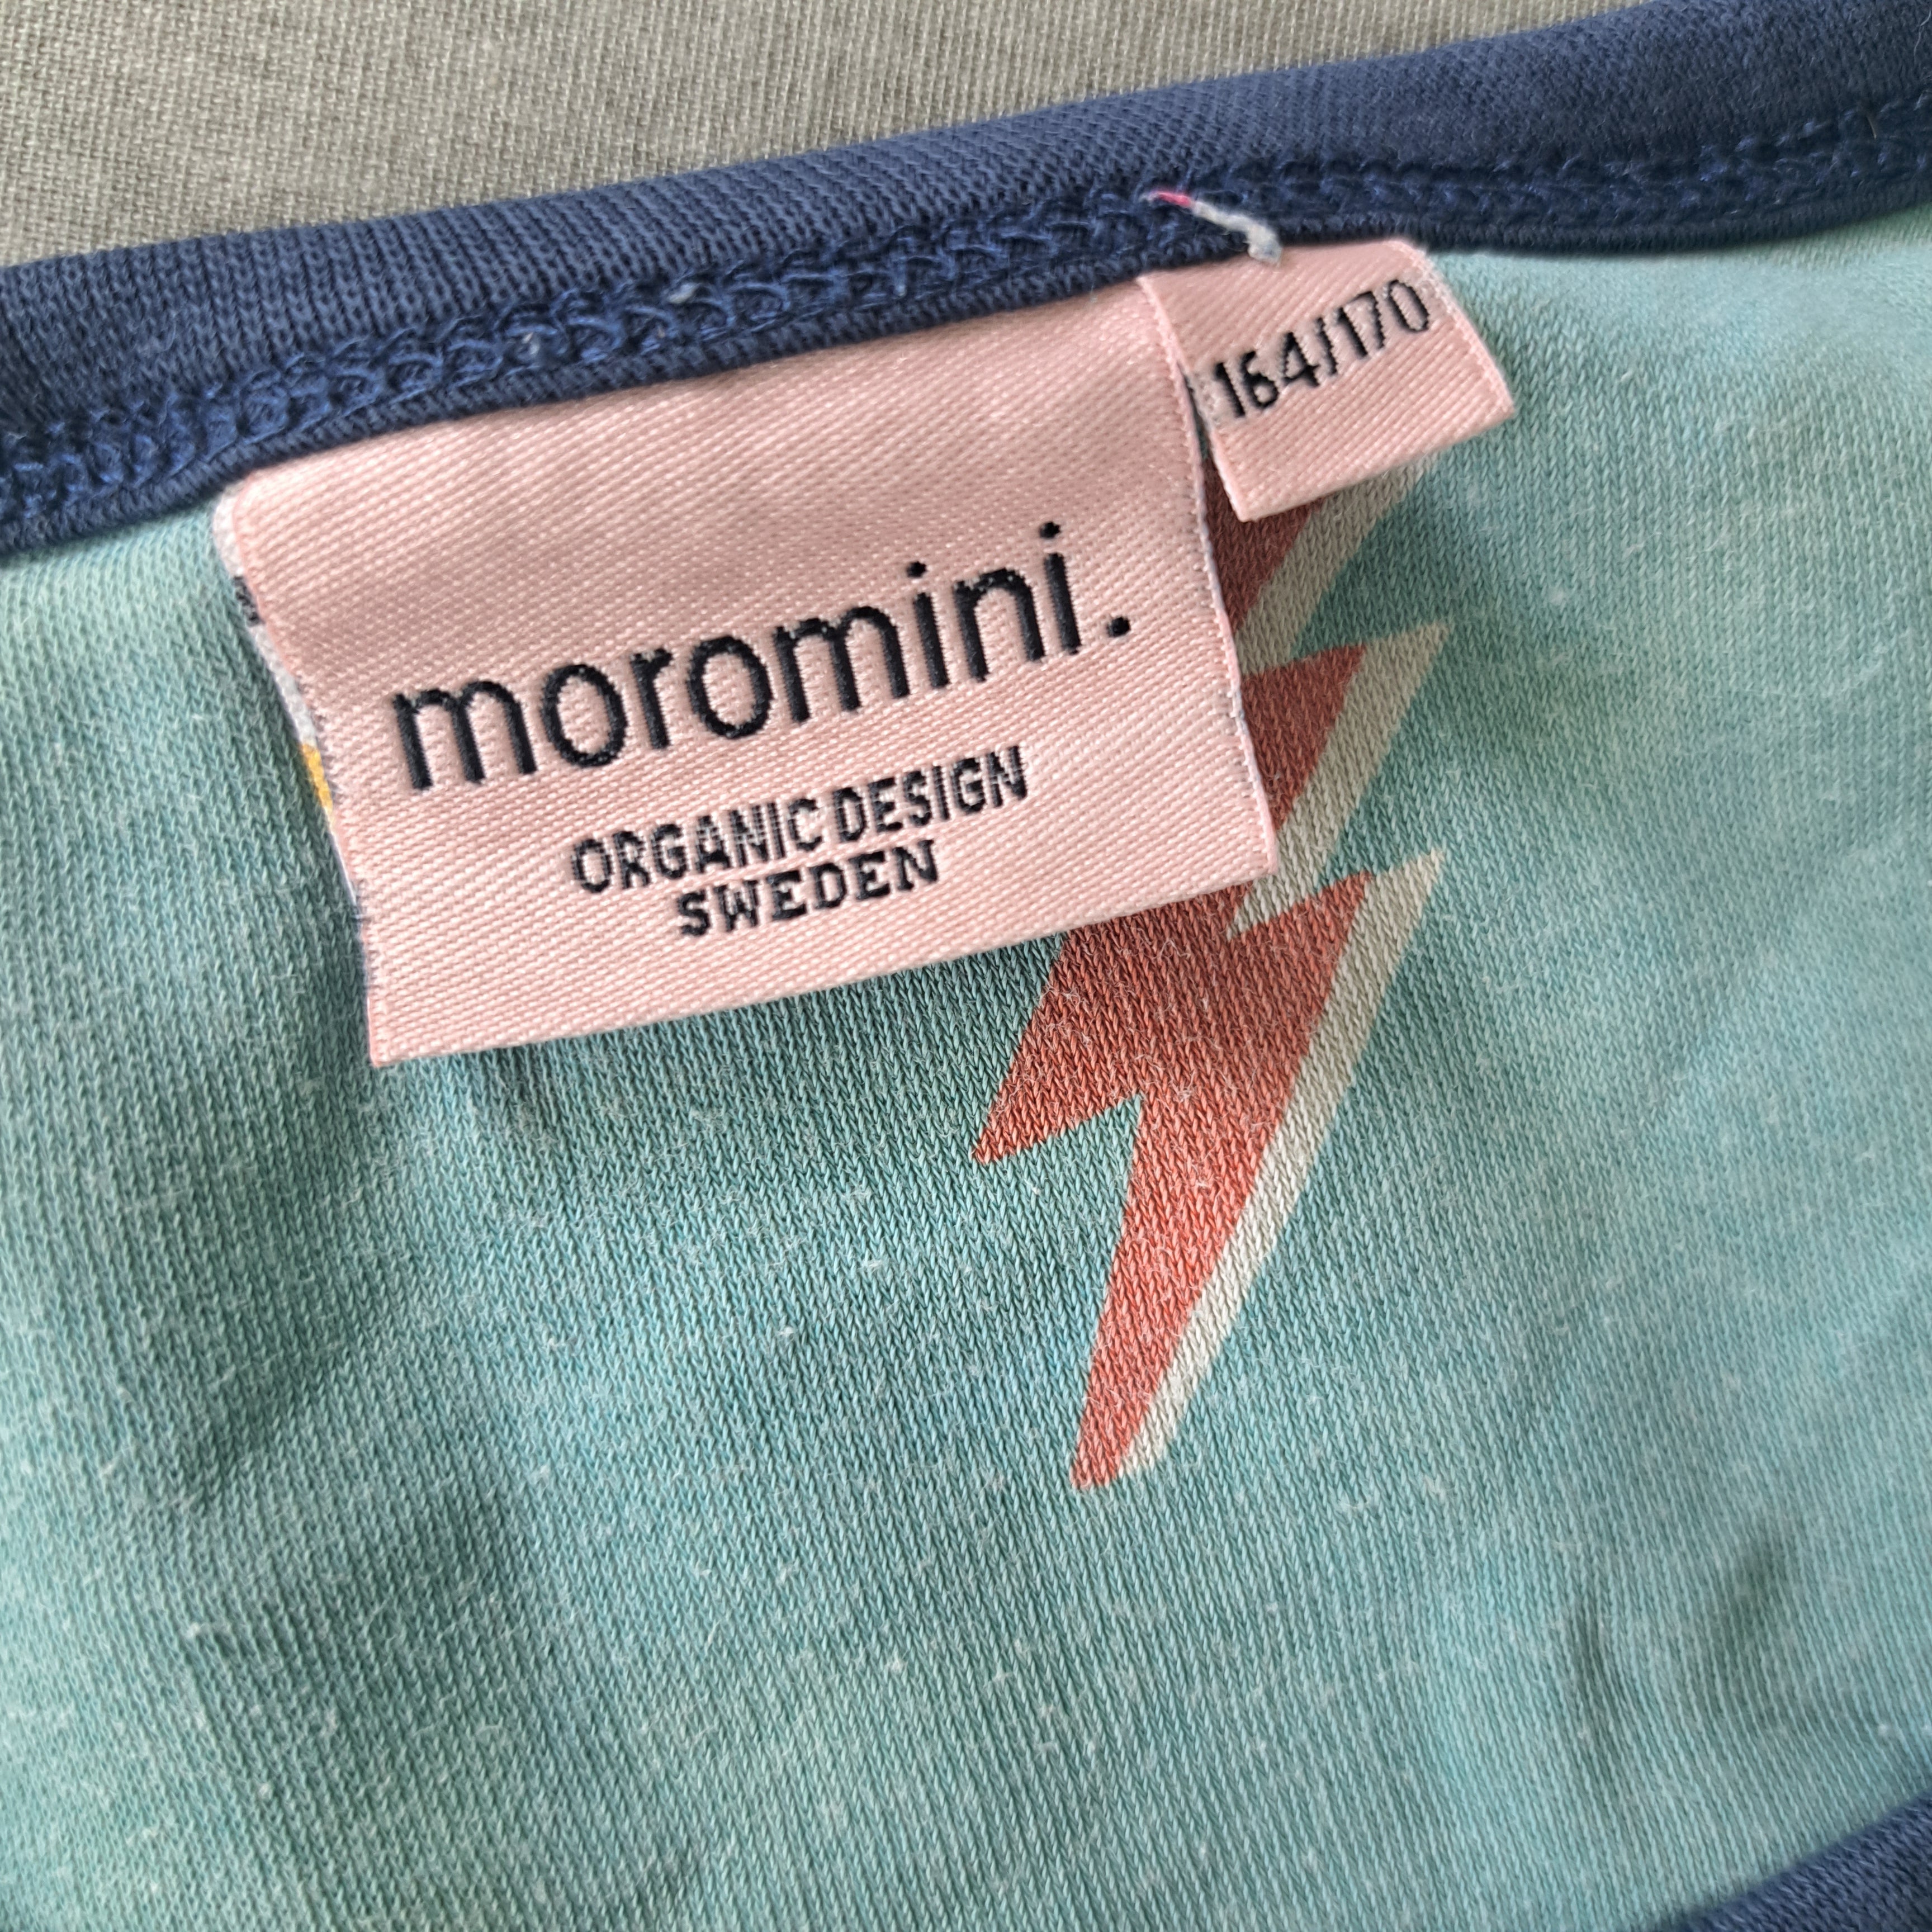 moromini.
ORGANIC DESIGN
SWEDEN
164/170